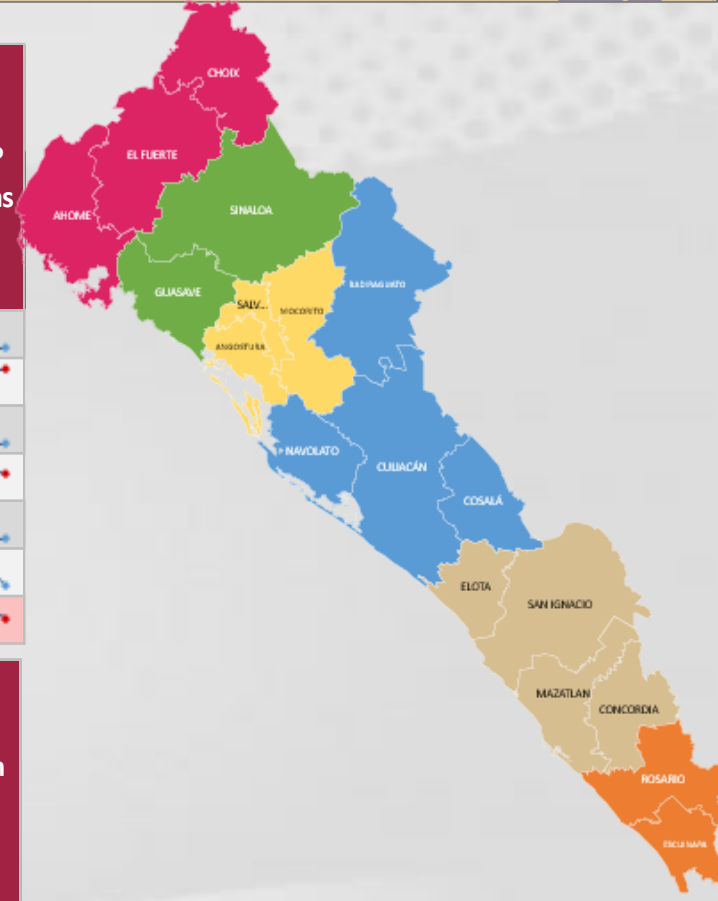 CHOIX
EL FUERTE
AHOME
SINALOA
GUASAVE
BADIRAGUATO
SALV...
MOCORITO
ANGOSTURA
NAVOLATO
CULIACÁN
COSALÁ
ELOTA
SAN IGNACIO
MAZATLAN
CONCORDIA
ROSARIO
ESCUINAPA
as